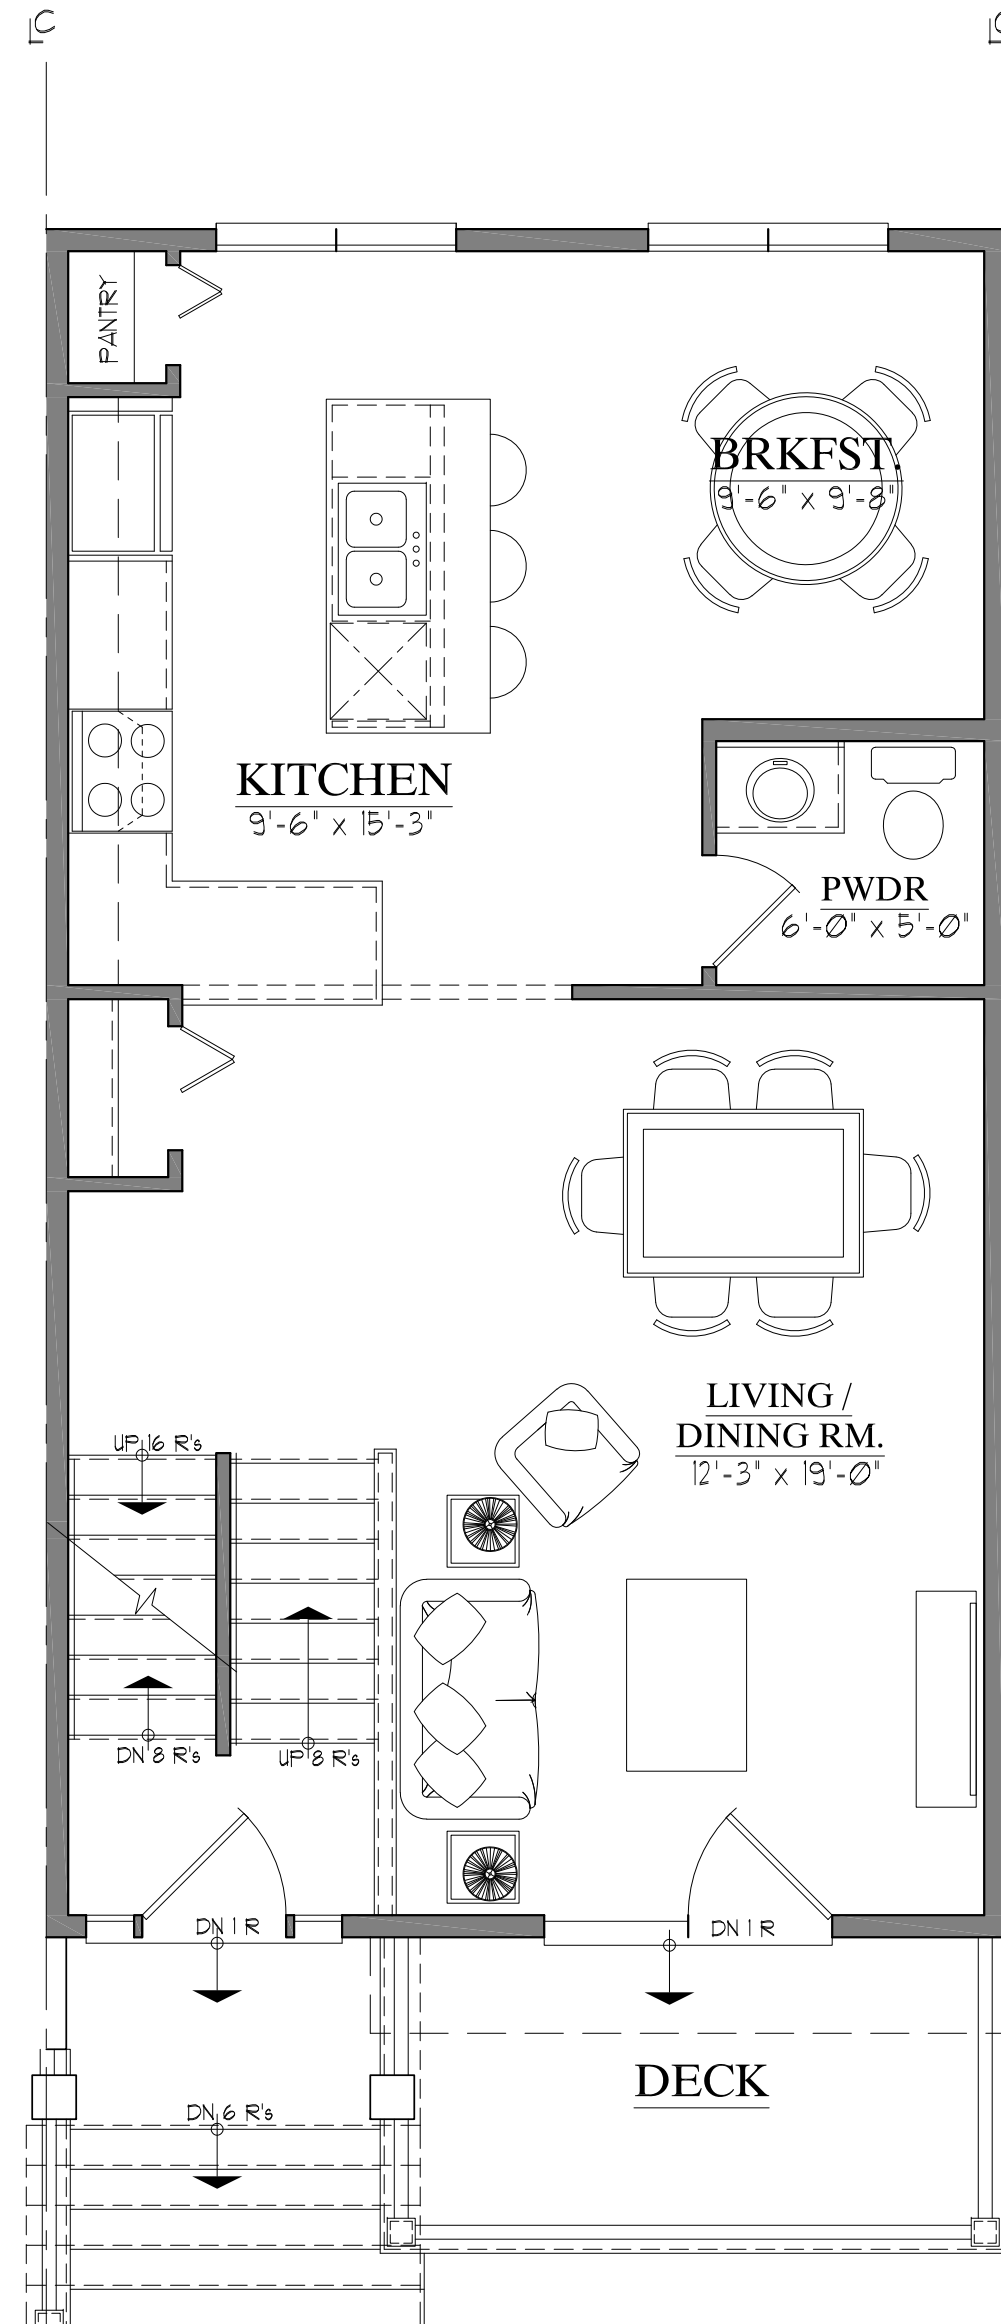 C
PANTRY
BRKFST.
9'-6" x 9'-8"
KITCHEN
9'-6" x 15'-3"
PWDR
6'-0" x 5'-0"
LIVING /
DINING RM.
12'-3" x 19'-0"
UP 16 R's
DN 8 R's
UP 8 R's
DN 1 R
DN 1 R
DECK
DN 6 R's